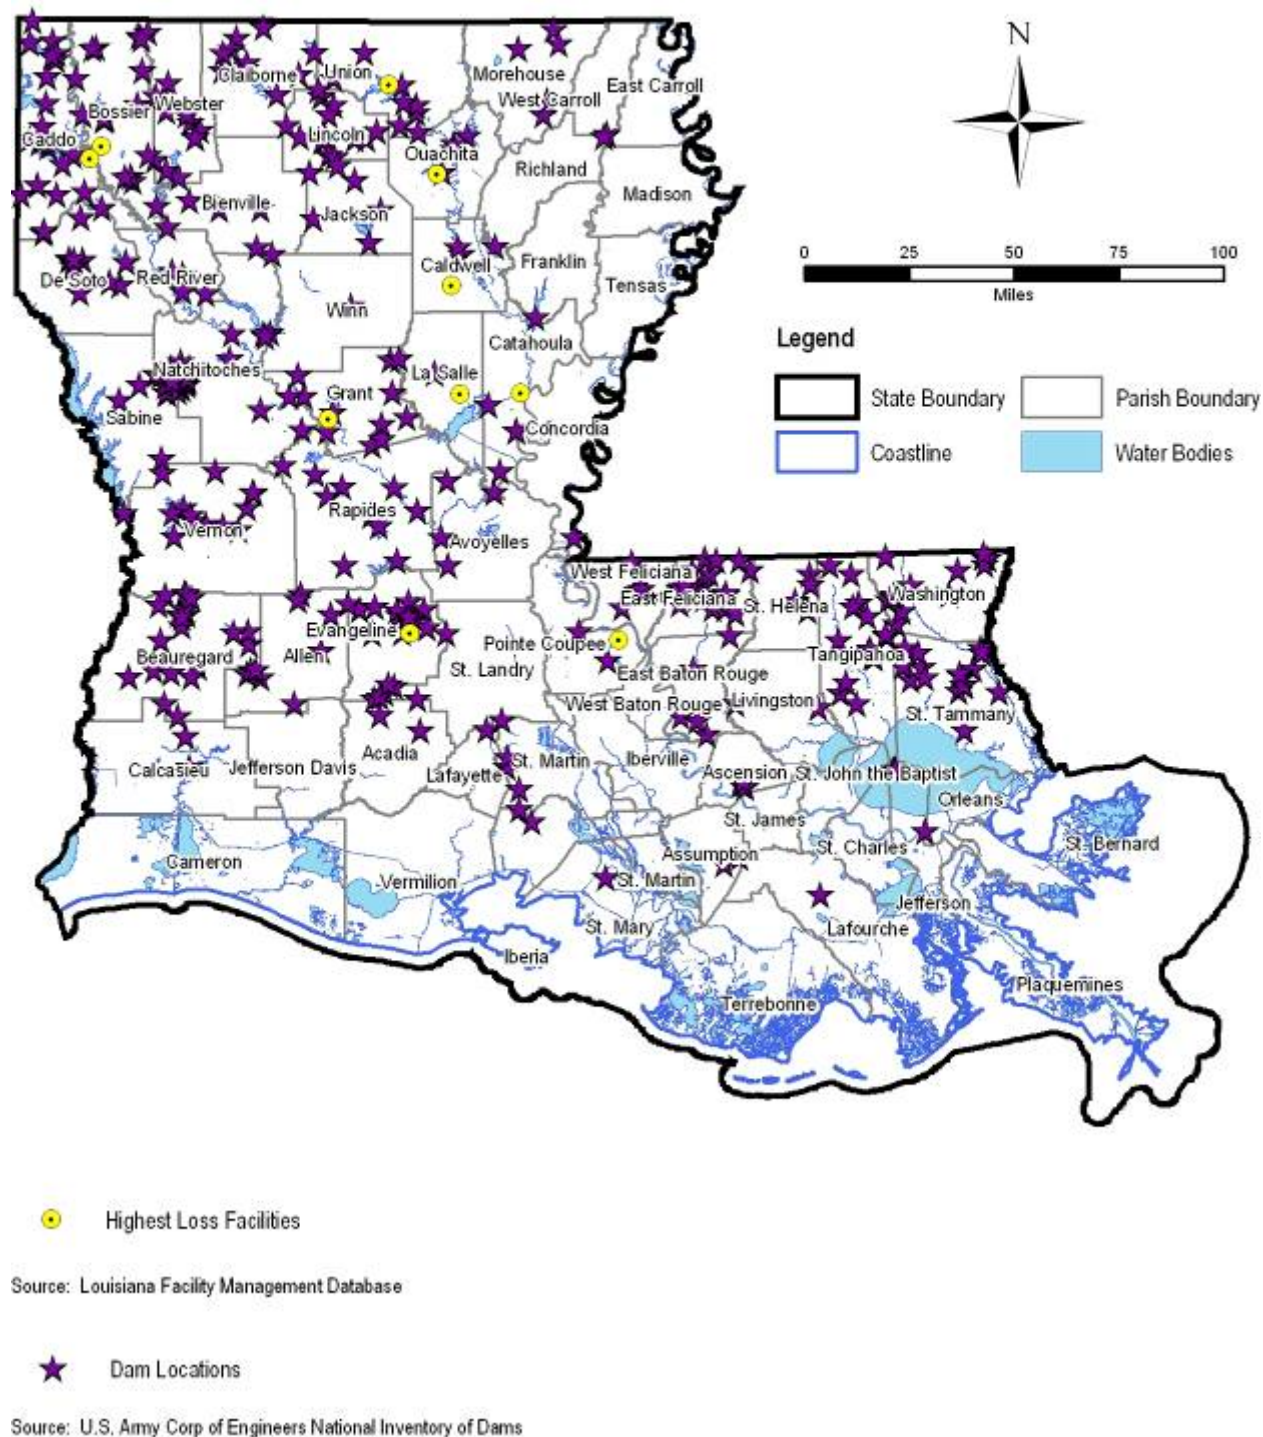 N
Claiborne
Union
Morehouse
East Carroll
West Carroll
Bossier
Webster
Caddo
Lincoln
Ouachita
Richland
Madison
Bienville
Jackson
De Soto
Red River
Caldwell
Franklin
Tensas
0 25 50 75 100
Miles
Winn
Catahoula
Natchitoches
La Salle
Grant
Sabine
Concordia
Legend
State Boundary
Parish Boundary
Coastline
Water Bodies
Rapides
Vernon
Avoyelles
West Feliciana
East Feliciana
St. Helena
Washington
Evangeline
Pointe Coupee
Beauregard
Allen
St. Landry
Tangipahoa
East Baton Rouge
West Baton Rouge
Livingston
St. Tammany
Acadia
Calcasieu
Jefferson Davis
Lafayette
St. Martin
Iberville
Ascension
St. John the Baptist
Orleans
St. James
St. Charles
St. Bernard
Cameron
Vermilion
Assumption
St. Martin
Jefferson
St. Mary
Lafourche
Iberia
Plaquemines
Terrebonne
Highest Loss Facilities
Source: Louisiana Facility Management Database
Dam Locations
Source: U.S. Army Corp of Engineers National Inventory of Dams